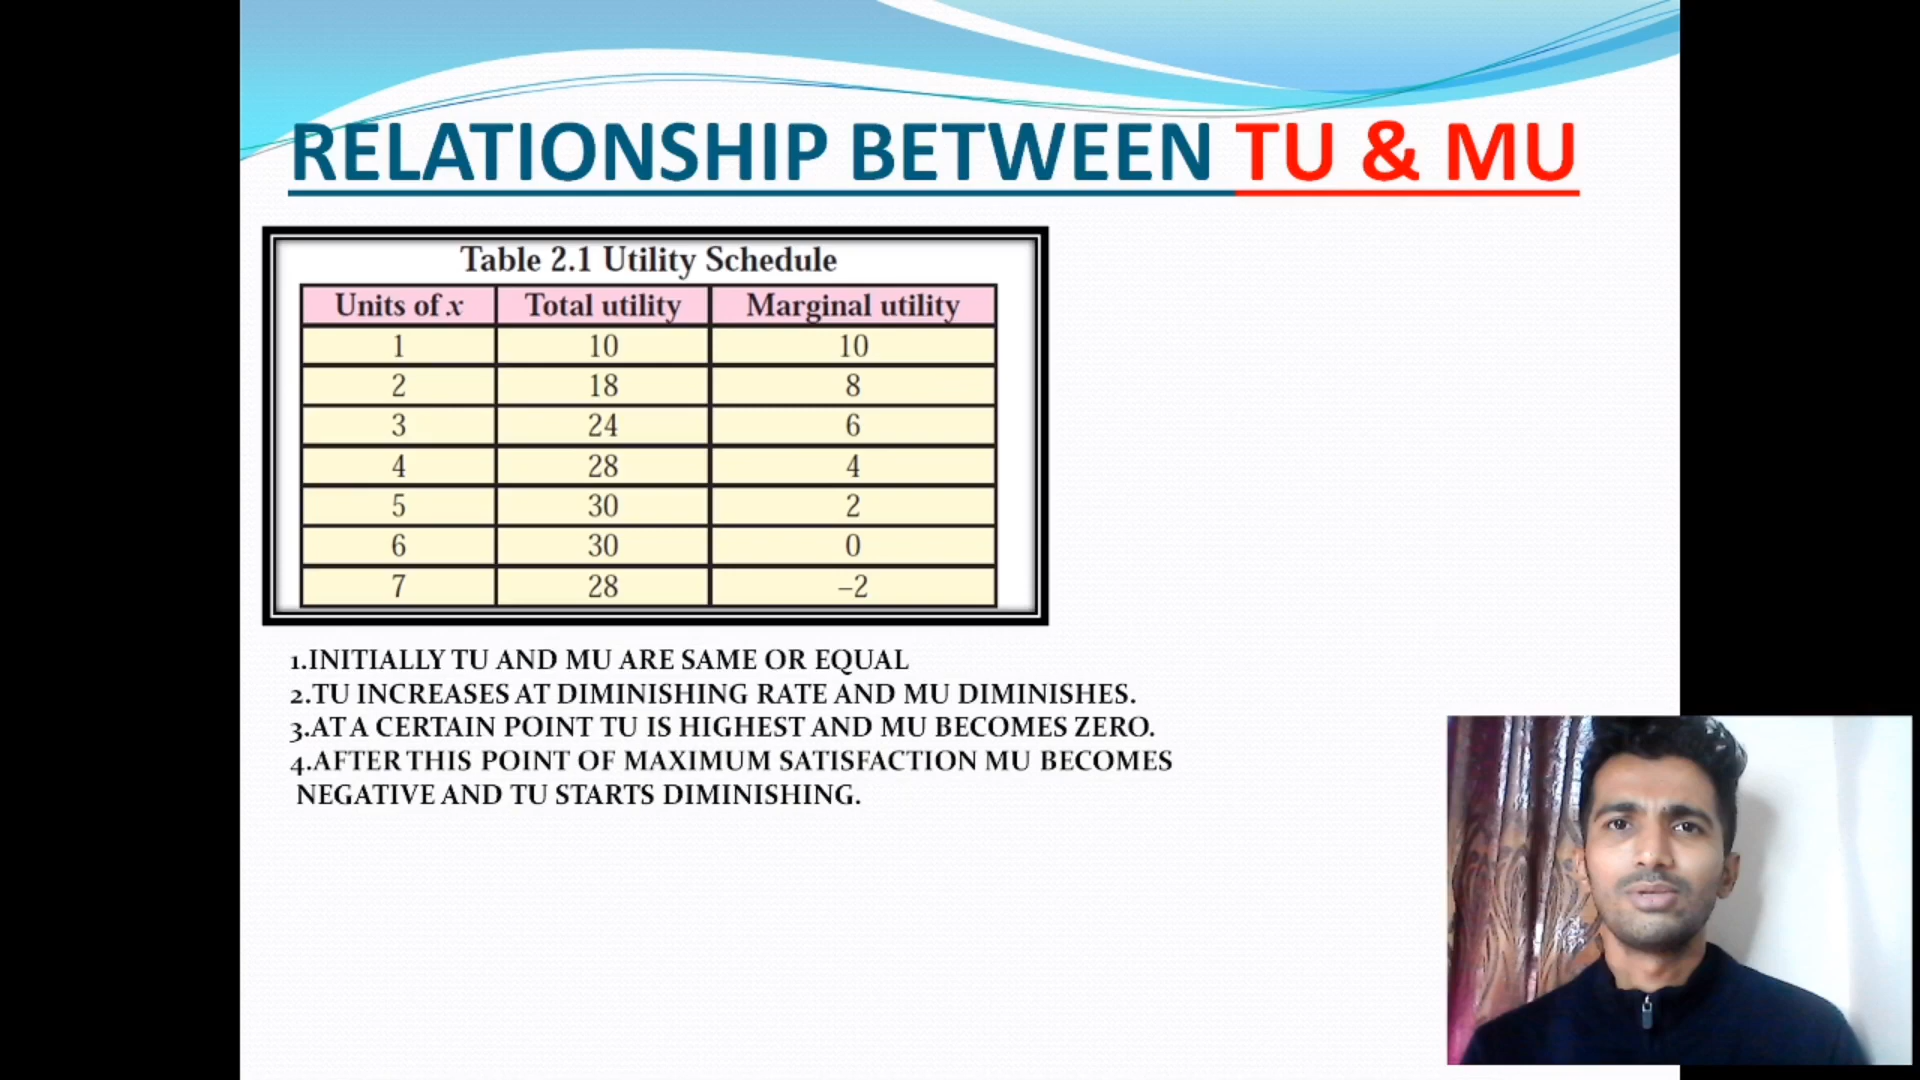 RELATIONSHIP BETWEEN TU & MU
Table 2.1 Utility Schedule
Units of x Total utility Marginal utility
1 10 10
2 18 8
3 24 6
4 28 4
5 30 2
6 30 0
7 28 –2
1.INITIALLY TU AND MU ARE SAME OR EQUAL
2.TU INCREASES AT DIMINISHING RATE AND MU DIMINISHES.
3.AT A CERTAIN POINT TU IS HIGHEST AND MU BECOMES ZERO.
4.AFTER THIS POINT OF MAXIMUM SATISFACTION MU BECOMES
NEGATIVE AND TU STARTS DIMINISHING.